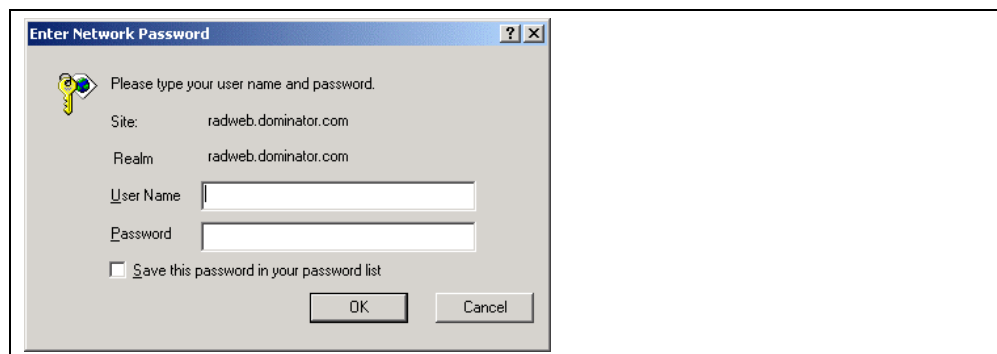 Enter Network Password
Please type your user name and password.
Site: radweb.dominator.com
Realm radweb.dominator.com
User Name
Password
Save this password in your password list
OK Cancel